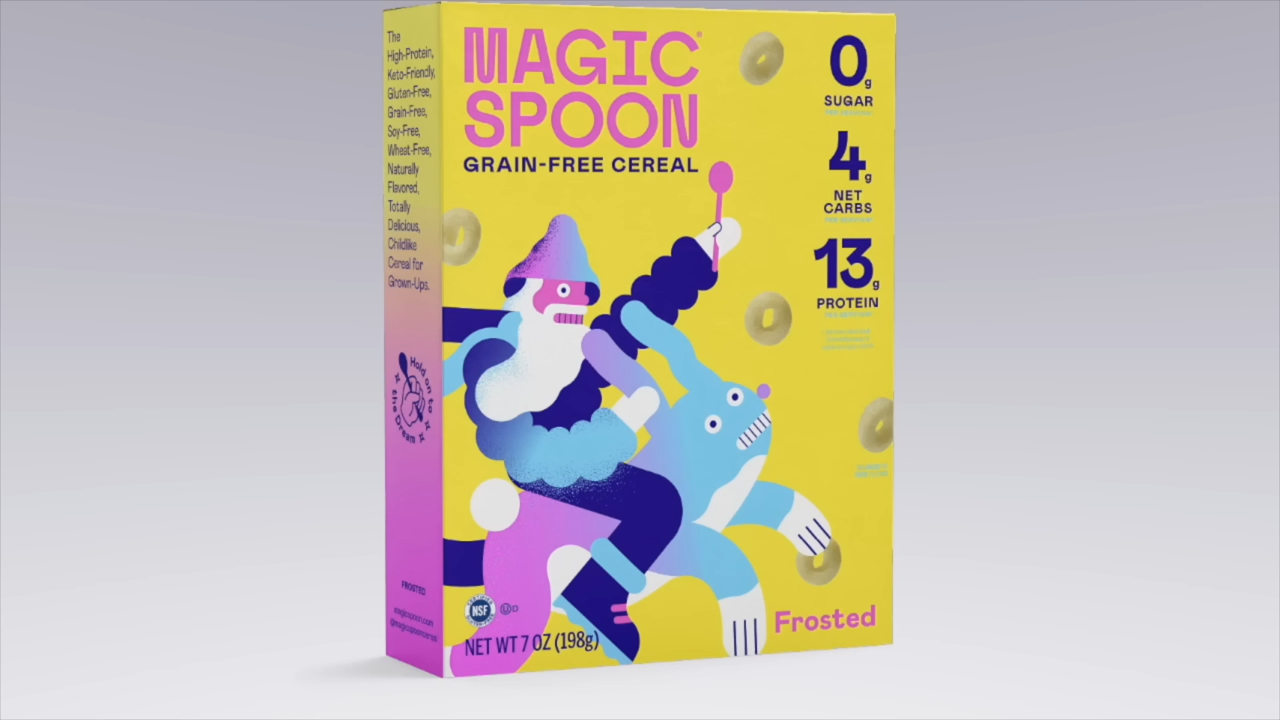 The
High-Protein,
Keto-Friendly,
Gluten-Free,
Grain-Free,
Soy-Free,
Wheat-Free,
Naturally
Flavored,
Totally
Delicious,
Childlike
Cereal for
Grown-Ups.
Hold on to
the Dream
FROSTED
MAGIC
SPOON
GRAIN-FREE CEREAL
0g
SUGAR
4g
NET
CARBS
13g
PROTEIN
NSF
NET WT 7 OZ (198g)
Frosted